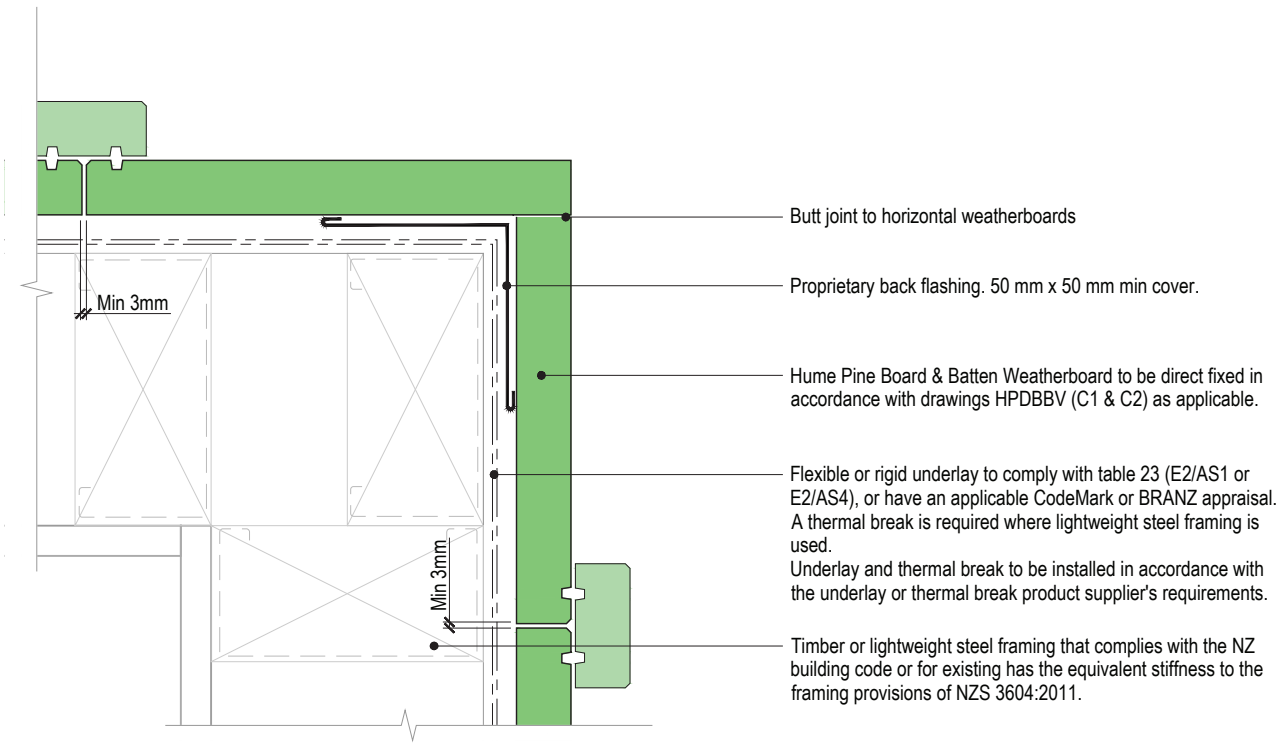 Butt joint to horizontal weatherboards
Proprietary back flashing. 50 mm x 50 mm min cover.
Min 3mm
Hume Pine Board & Batten Weatherboard to be direct fixed in
accordance with drawings HPDBBV (C1 & C2) as applicable.
Flexible or rigid underlay to comply with table 23 (E2/AS1 or
E2/AS4), or have an applicable CodeMark or BRANZ appraisal.
A thermal break is required where lightweight steel framing is
used.
Underlay and thermal break to be installed in accordance with
the underlay or thermal break product supplier's requirements.
Min 3mm
Timber or lightweight steel framing that complies with the NZ
building code or for existing has the equivalent stiffness to the
framing provisions of NZS 3604:2011.